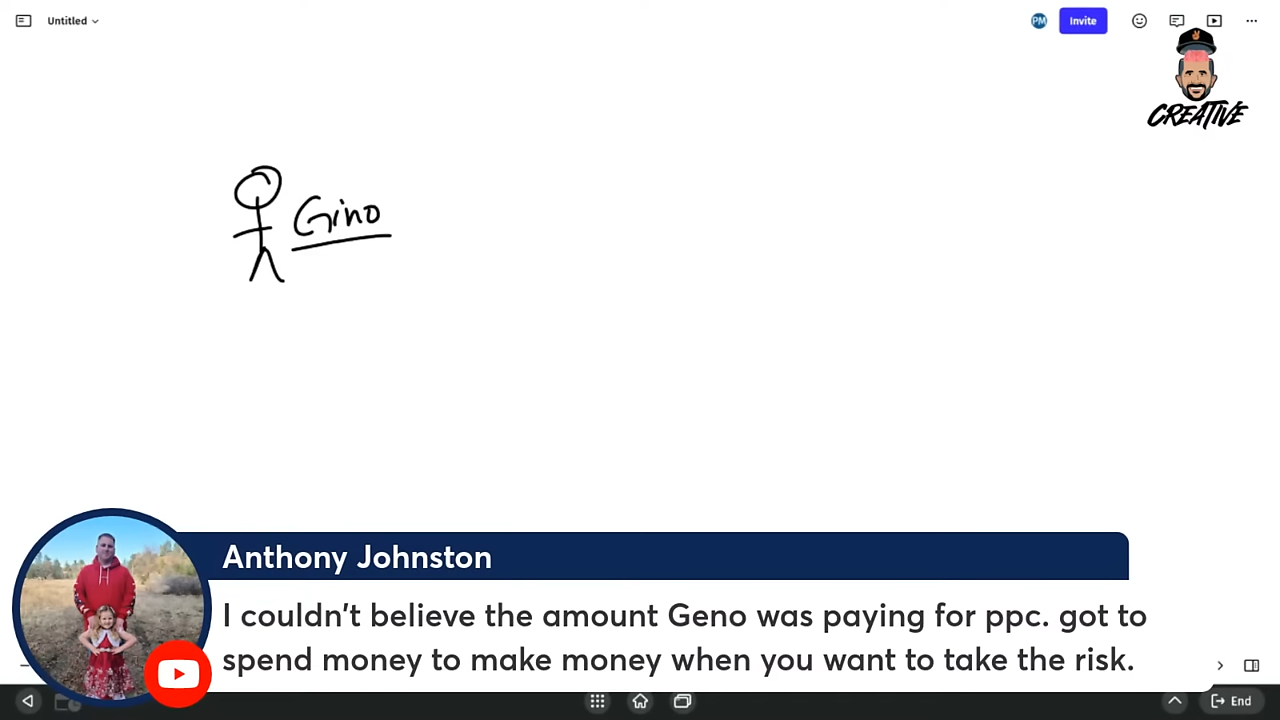 Untitled
PM
Invite
CREATIVE
Gino
Anthony Johnston
I couldn't believe the amount Geno was paying for ppc. got to
spend money to make money when you want to take the risk.
End